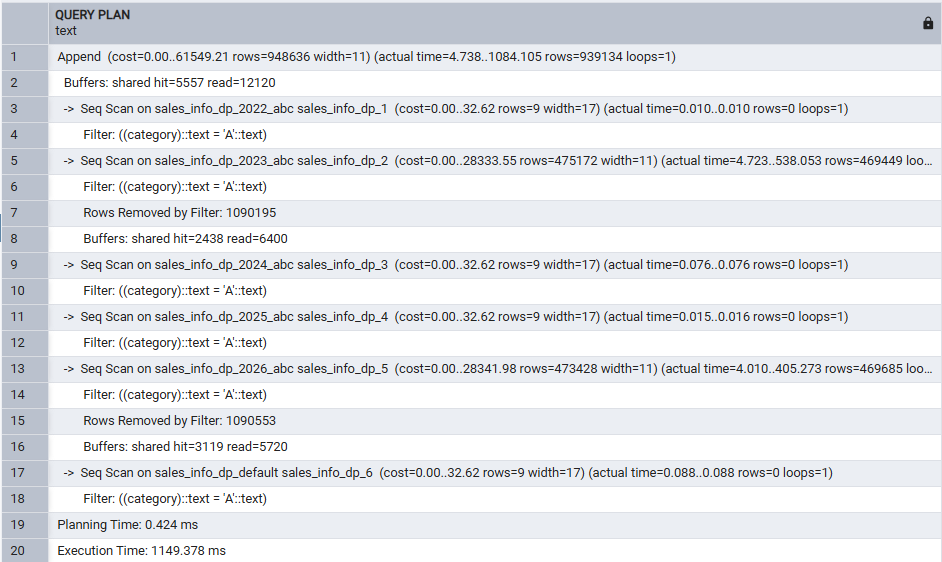 QUERY PLAN
text
1 Append (cost=0.00..61549.21 rows=948636 width=11) (actual time=4.738..1084.105 rows=939134 loops=1)
2 Buffers: shared hit=5557 read=12120
3 -> Seq Scan on sales_info_dp_2022_abc sales_info_dp_1 (cost=0.00..32.62 rows=9 width=17) (actual time=0.010..0.010 rows=0 loops=1)
4 Filter: ((category)::text = 'A'::text)
5 -> Seq Scan on sales_info_dp_2023_abc sales_info_dp_2 (cost=0.00..28333.55 rows=475172 width=11) (actual time=4.723..538.053 rows=469449 loo...
6 Filter: ((category)::text = 'A'::text)
7 Rows Removed by Filter: 1090195
8 Buffers: shared hit=2438 read=6400
9 -> Seq Scan on sales_info_dp_2024_abc sales_info_dp_3 (cost=0.00..32.62 rows=9 width=17) (actual time=0.076..0.076 rows=0 loops=1)
10 Filter: ((category)::text = 'A'::text)
11 -> Seq Scan on sales_info_dp_2025_abc sales_info_dp_4 (cost=0.00..32.62 rows=9 width=17) (actual time=0.015..0.016 rows=0 loops=1)
12 Filter: ((category)::text = 'A'::text)
13 -> Seq Scan on sales_info_dp_2026_abc sales_info_dp_5 (cost=0.00..28341.98 rows=473428 width=11) (actual time=4.010..405.273 rows=469685 loo...
14 Filter: ((category)::text = 'A'::text)
15 Rows Removed by Filter: 1090553
16 Buffers: shared hit=3119 read=5720
17 -> Seq Scan on sales_info_dp_default sales_info_dp_6 (cost=0.00..32.62 rows=9 width=17) (actual time=0.088..0.088 rows=0 loops=1)
18 Filter: ((category)::text = 'A'::text)
19 Planning Time: 0.424 ms
20 Execution Time: 1149.378 ms